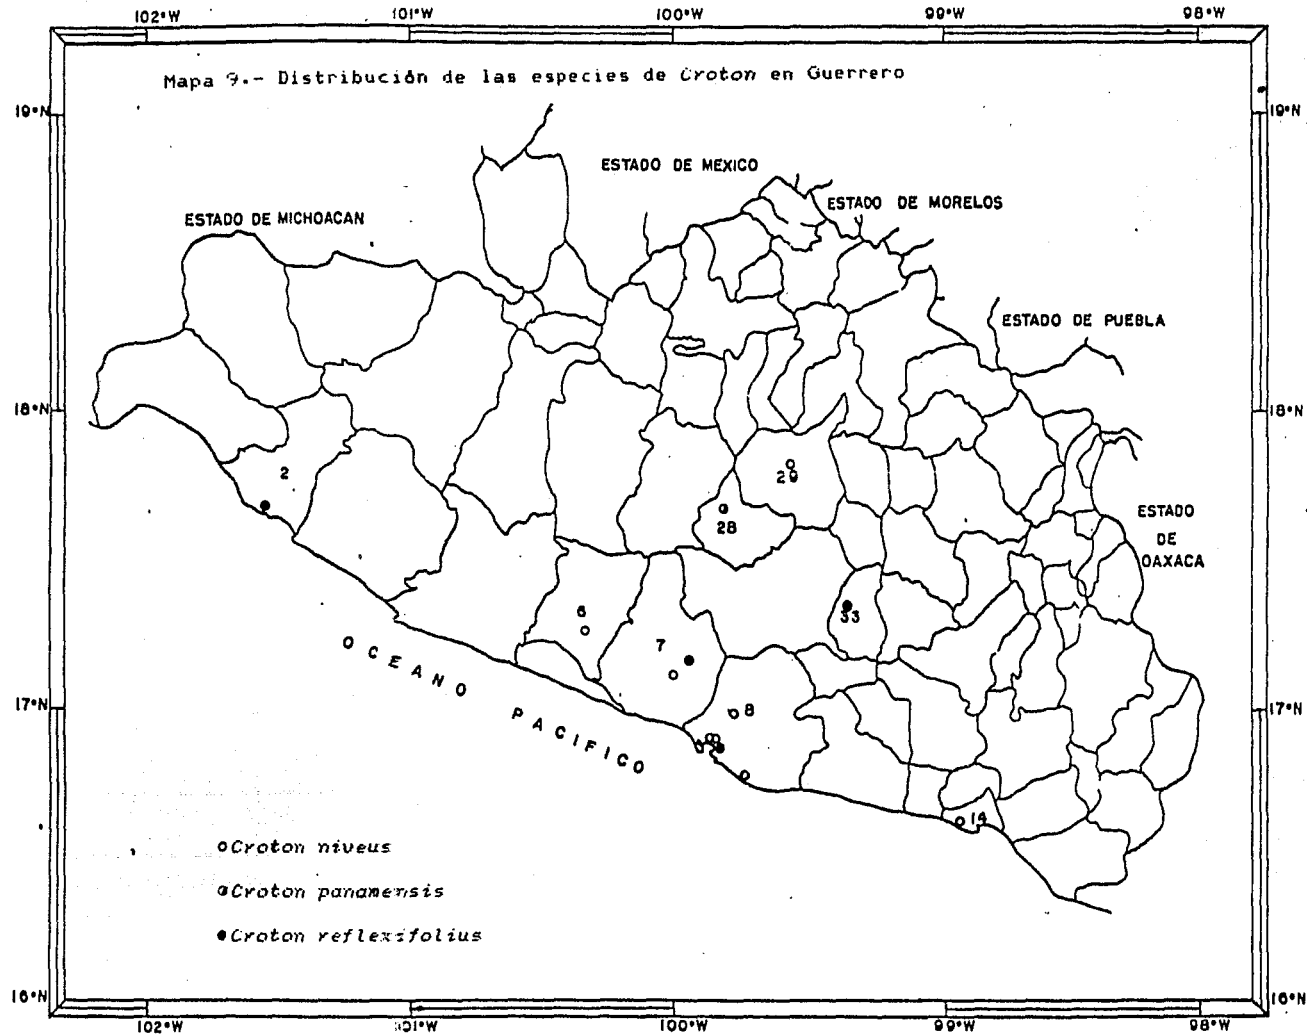 102°W 101°W 100°W 99°W 98°W
Mapa 9.- Distribución de las especies de Croton en Guerrero
19°N 19°N
ESTADO DE MEXICO
ESTADO DE MORELOS
ESTADO DE MICHOACAN
ESTADO DE PUEBLA
18°N 18°N
2
29
28
ESTADO
DE
OAXACA
6
33
7
OCEANO PACIFICO
8
17°N 17°N
14
Croton niveus
Croton panamensis
Croton reflexifolius
16°N 16°N
102°W 101°W 100°W 99°W 98°W